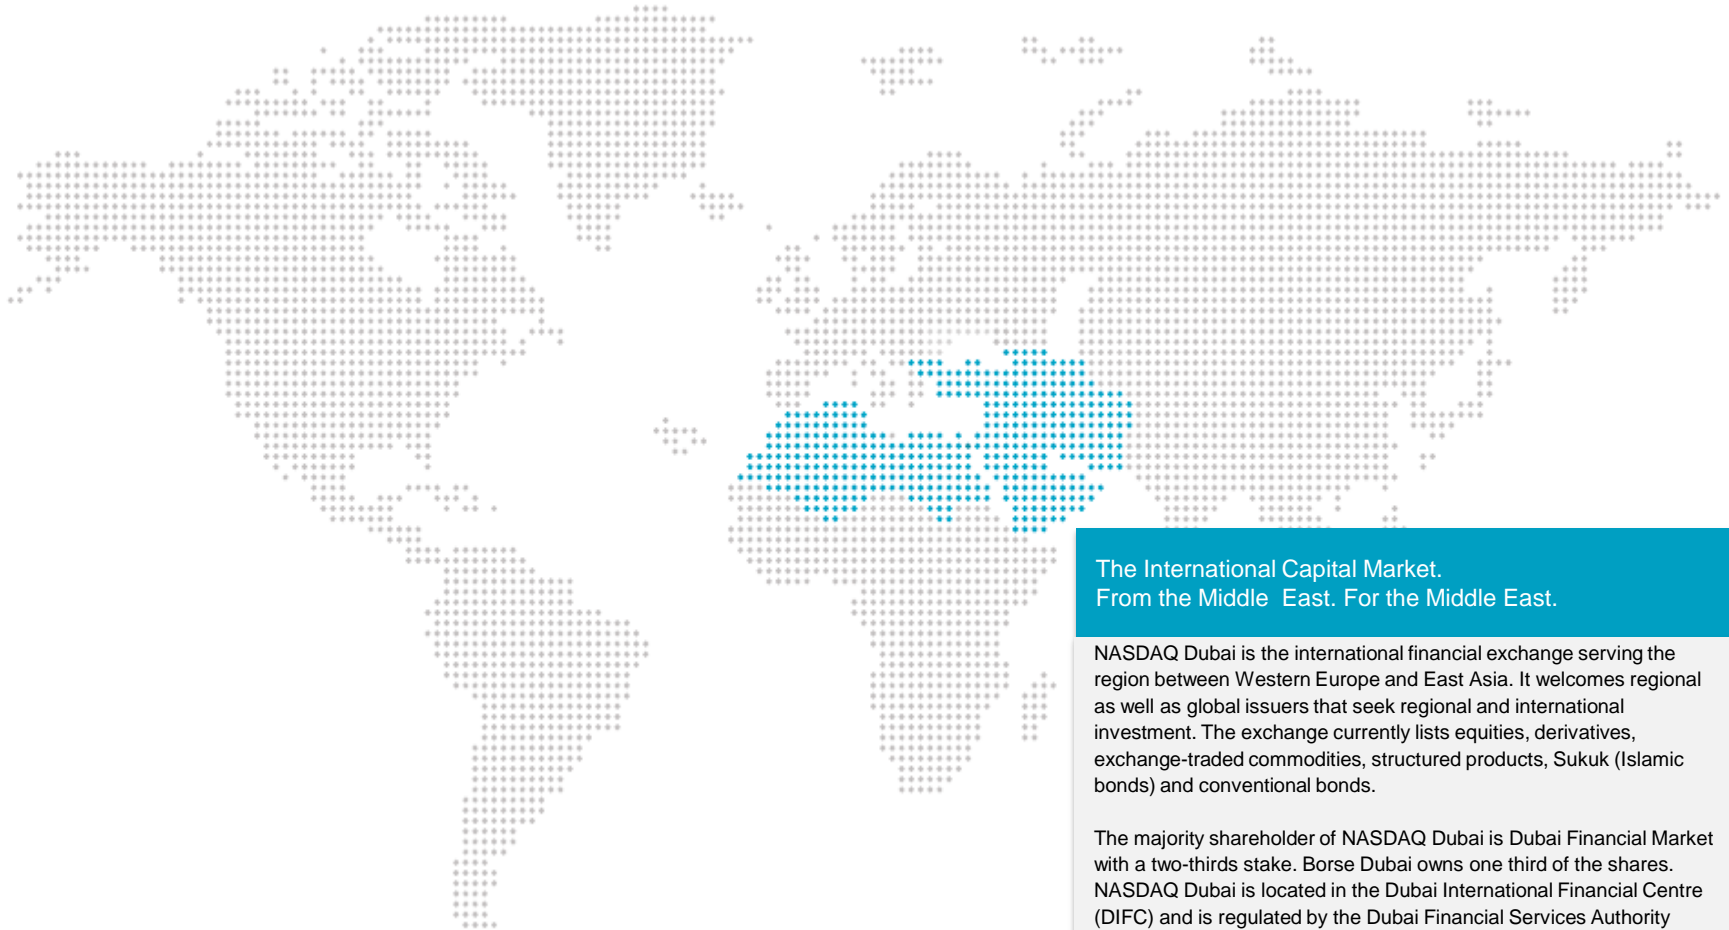 The International Capital Market.
From the Middle East. For the Middle East.
NASDAQ Dubai is the international financial exchange serving the
region between Western Europe and East Asia. It welcomes regional
as well as global issuers that seek regional and international
investment. The exchange currently lists equities, derivatives,
exchange-traded commodities, structured products, Sukuk (Islamic
bonds) and conventional bonds.
The majority shareholder of NASDAQ Dubai is Dubai Financial Market
with a two-thirds stake. Borse Dubai owns one third of the shares.
NASDAQ Dubai is located in the Dubai International Financial Centre
(DIFC) and is regulated by the Dubai Financial Services Authority